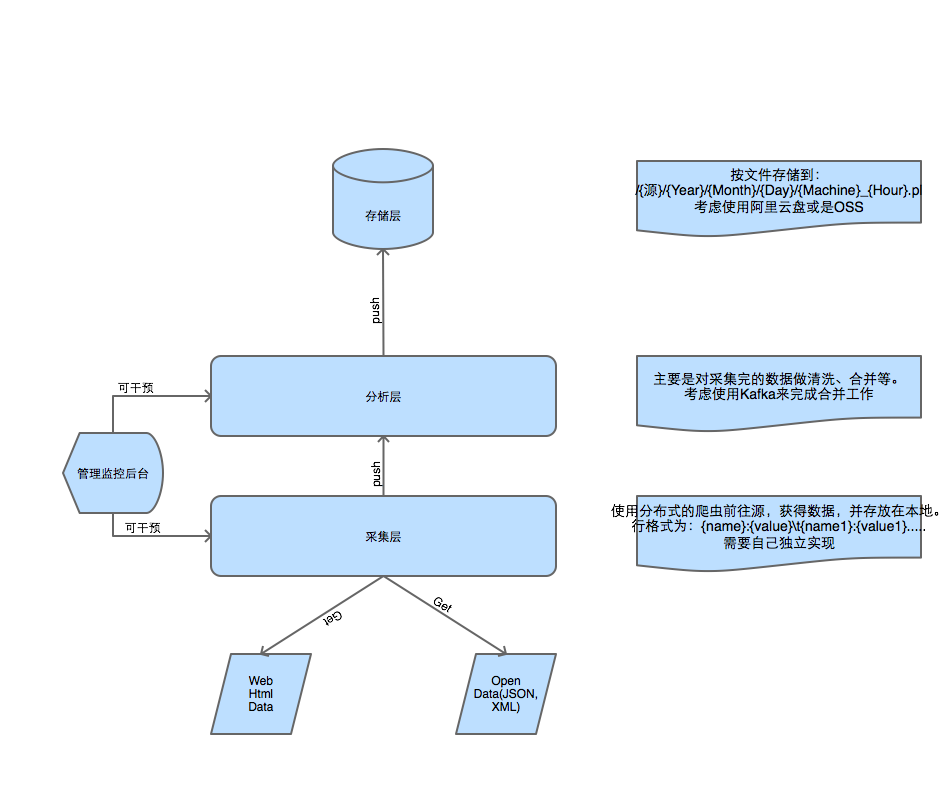 按文件存储到：
/{源}/{Year}/{Month}/{Day}/{Machine}_{Hour}.pl
考虑使用阿里云盘或是OSS
存储层
push
可干预
分析层
主要是对采集完的数据做清洗、合并等。
考虑使用Kafka来完成合并工作
管理监控后台
push
可干预
采集层
使用分布式的爬虫前往源，获得数据，并存放在本地。
行格式为：{name}:{value}\t{name1}:{value1}.....
需要自己独立实现
Get
Get
Web
Html
Data
Open
Data(JSON,
XML)